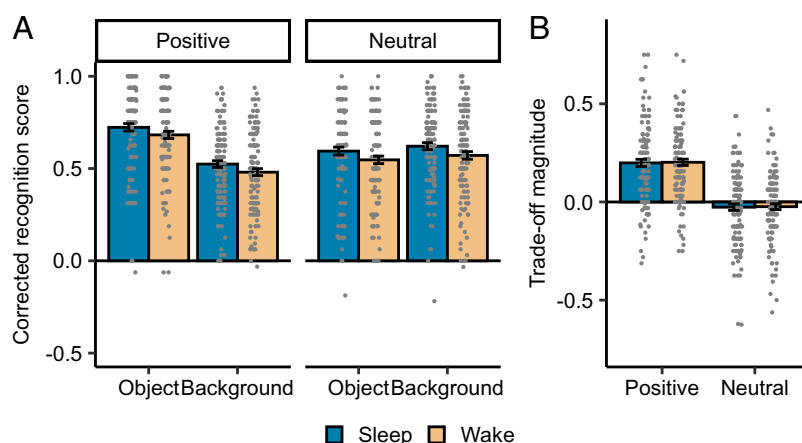 A
Positive
Neutral
Corrected recognition score
1.0
0.5
0.0
-0.5
Object Background
Object Background
B
Trade-off magnitude
0.5
0.0
-0.5
Positive Neutral
Sleep Wake